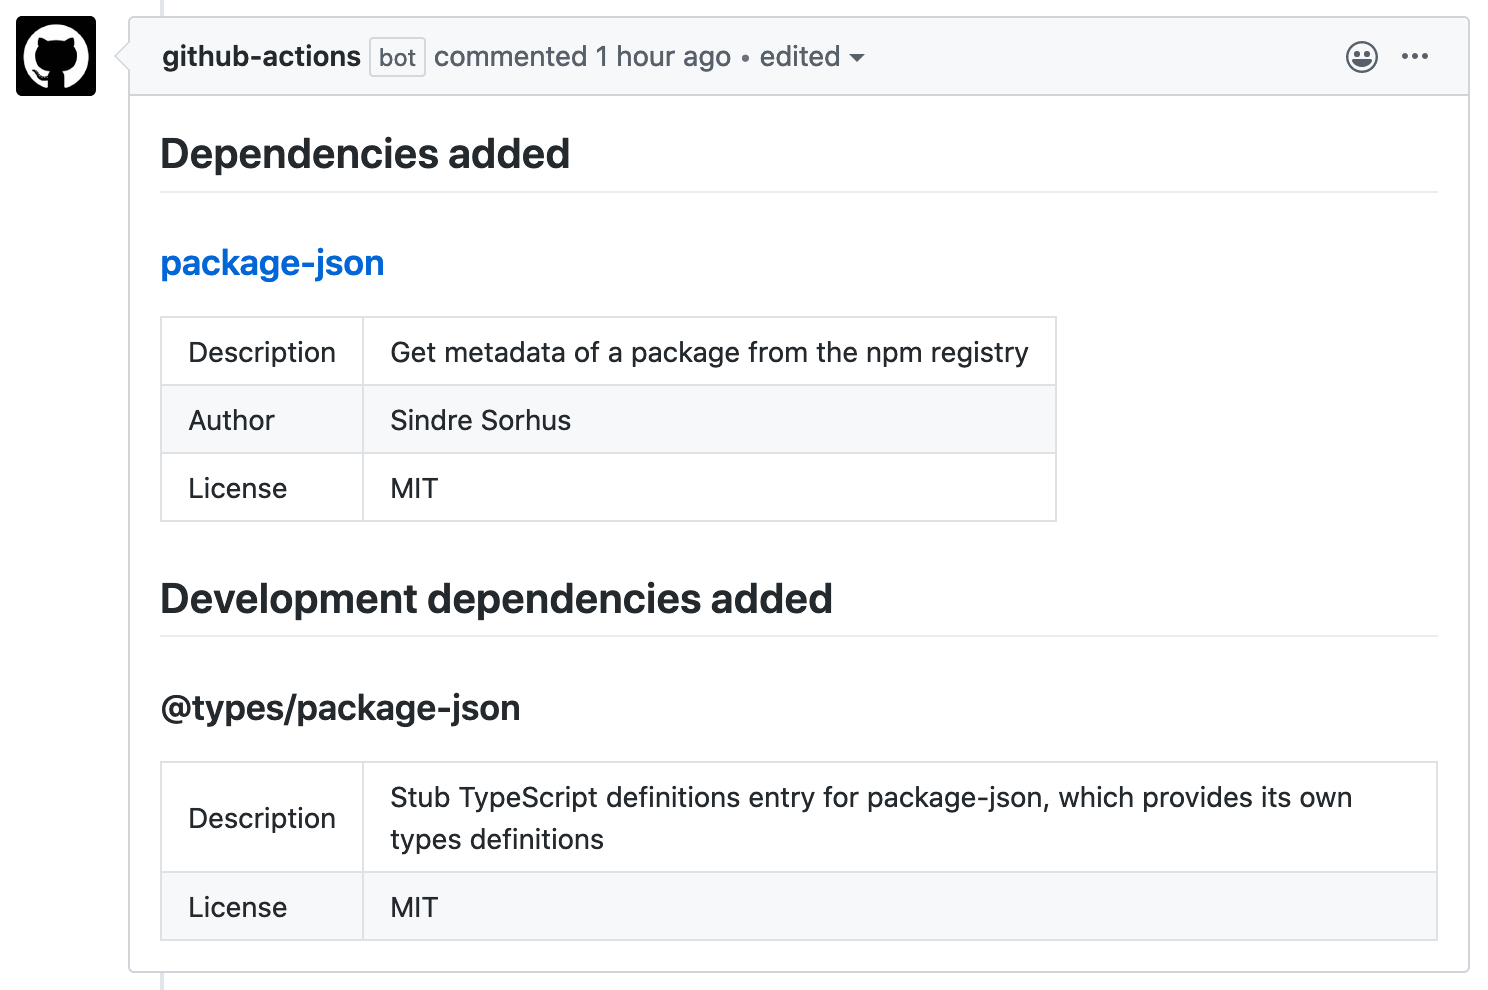 github-actions bot commented 1 hour ago • edited
Dependencies added
package-json
Description Get metadata of a package from the npm registry
Author Sindre Sorhus
License MIT
Development dependencies added
@types/package-json
Description Stub TypeScript definitions entry for package-json, which provides its own
types definitions
License MIT